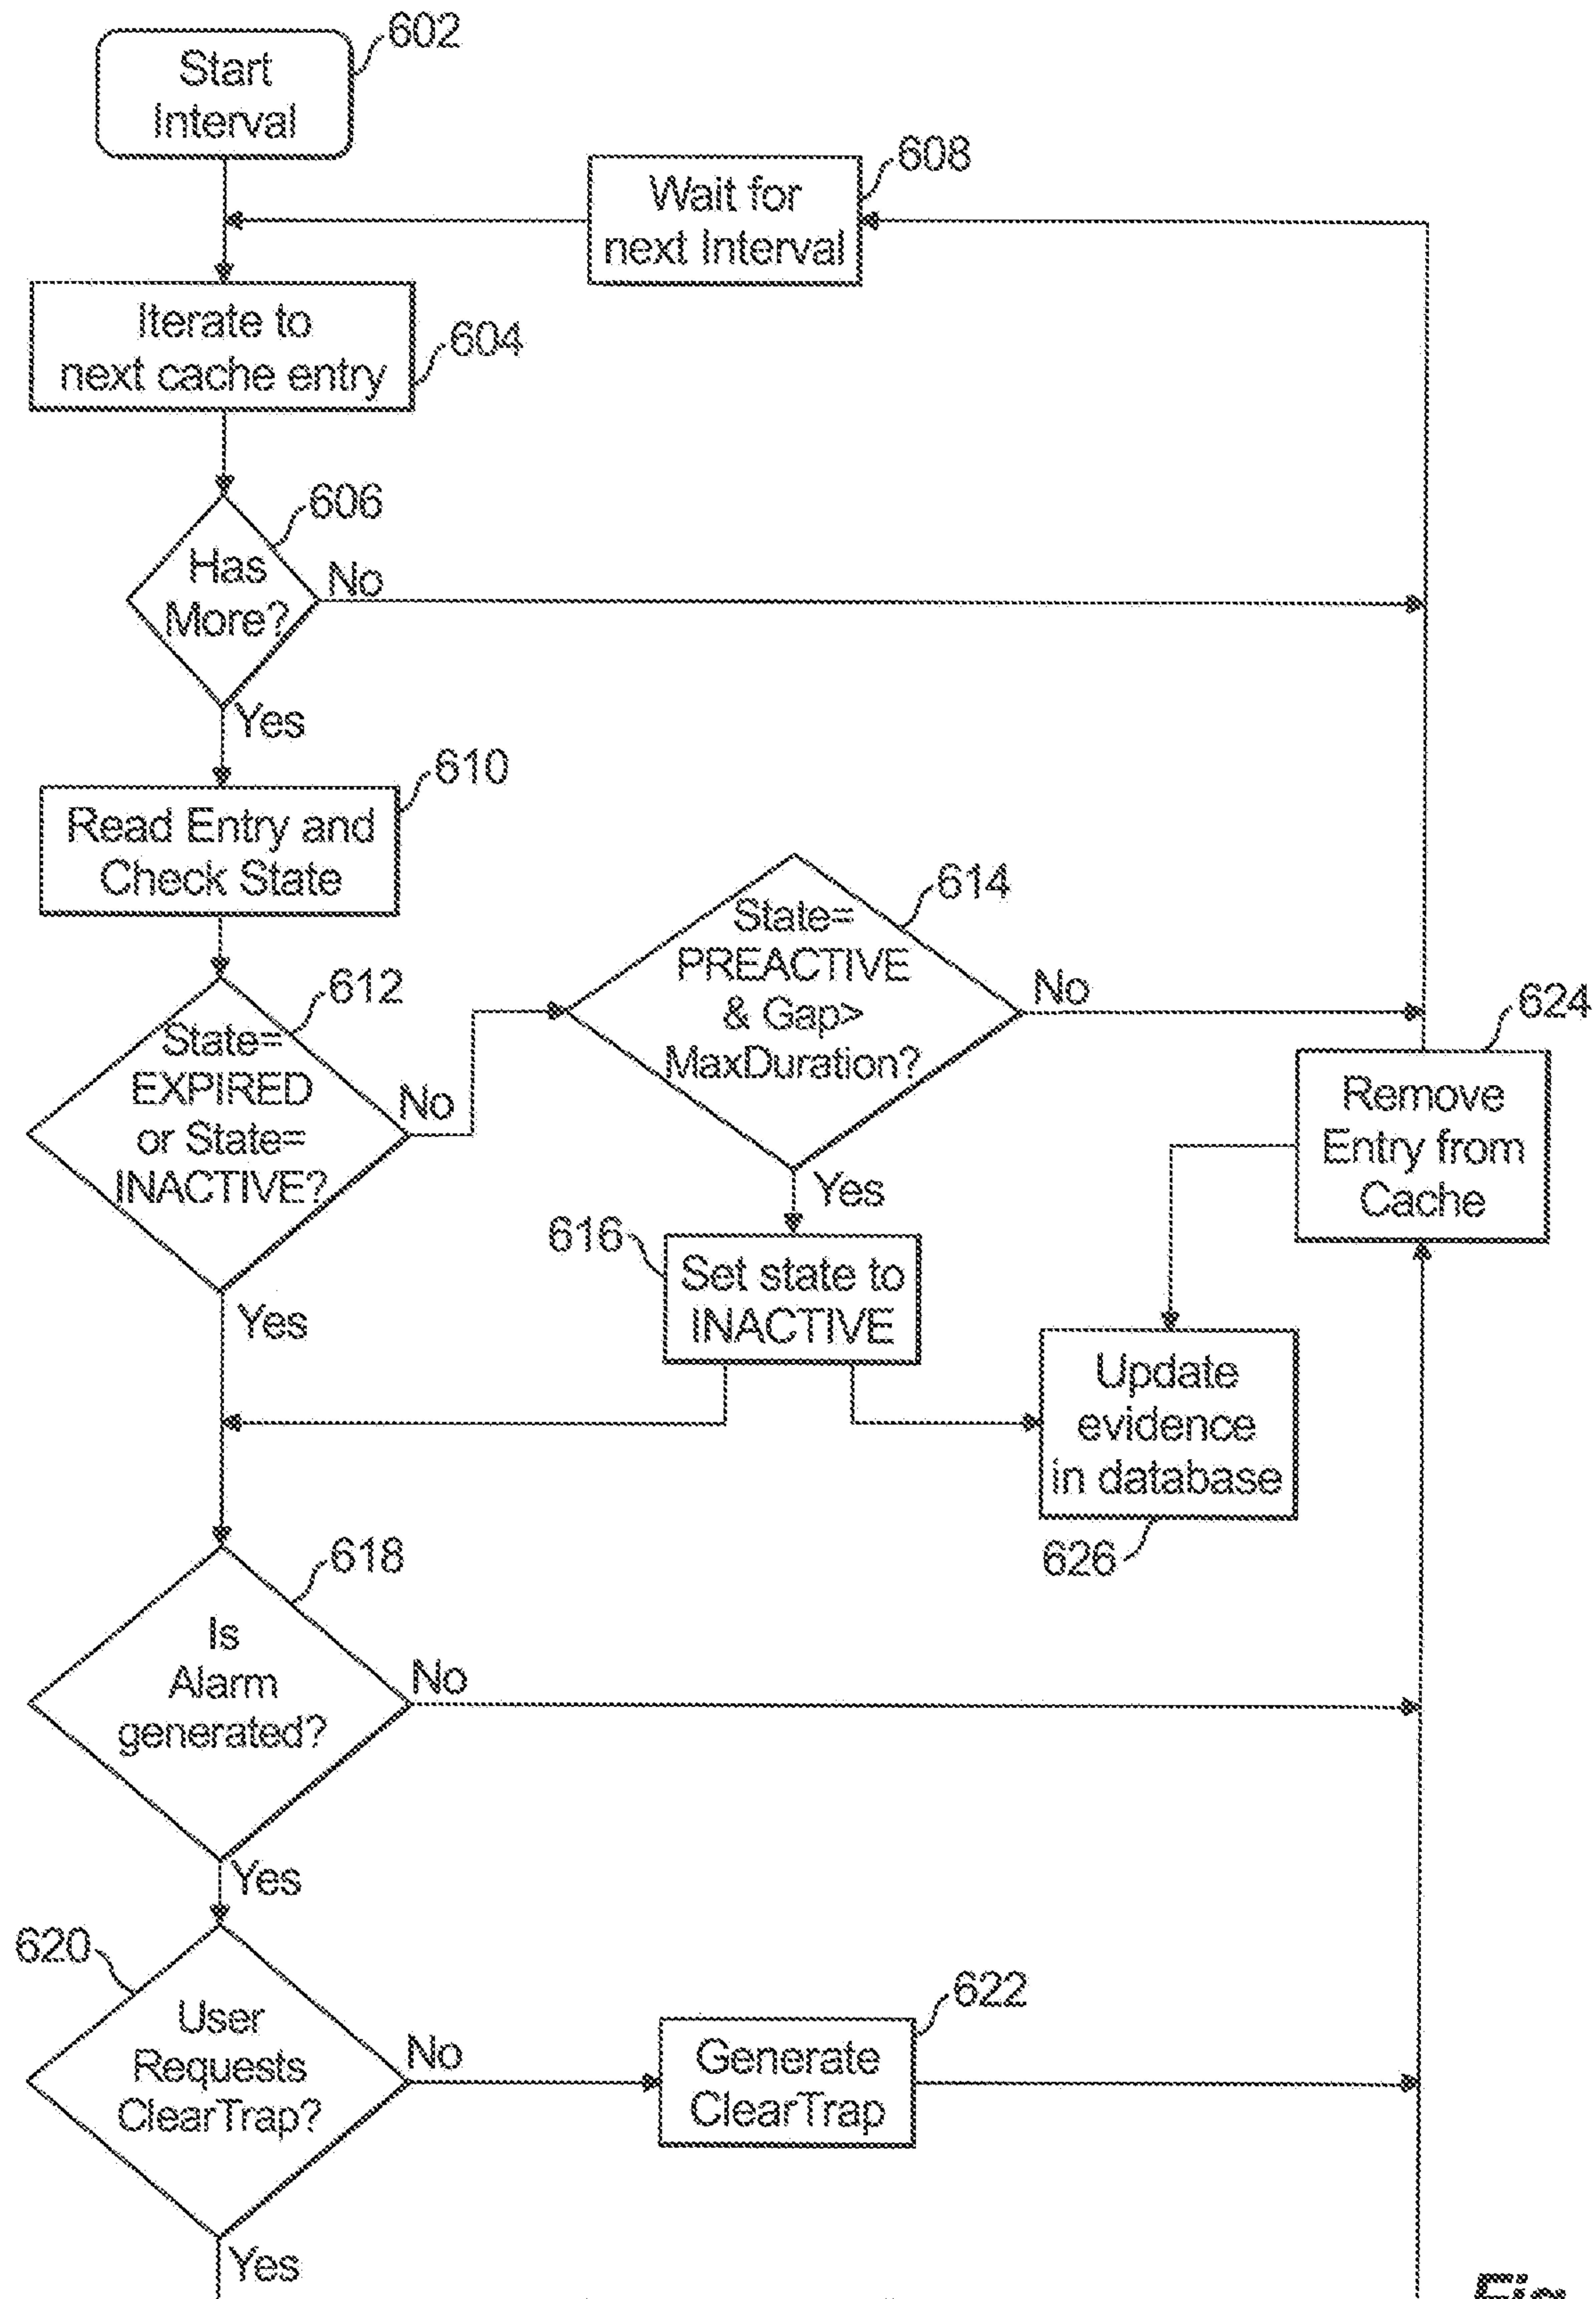 Start
Interval
602
Wait for
next Interval
608
Iterate to
next cache entry
604
606
Has
More?
No
Yes
610
Read Entry and
Check State
614
State=
PREACTIVE
& Gap>
MaxDuration?
No
Yes
612
State=
EXPIRED
or State=
INACTIVE?
No
Yes
624
Remove
Entry from
Cache
616
Set state to
INACTIVE
Update
evidence
in database
626
618
Is
Alarm
generated?
No
Yes
620
User
Requests
ClearTrap?
No
Yes
622
Generate
ClearTrap